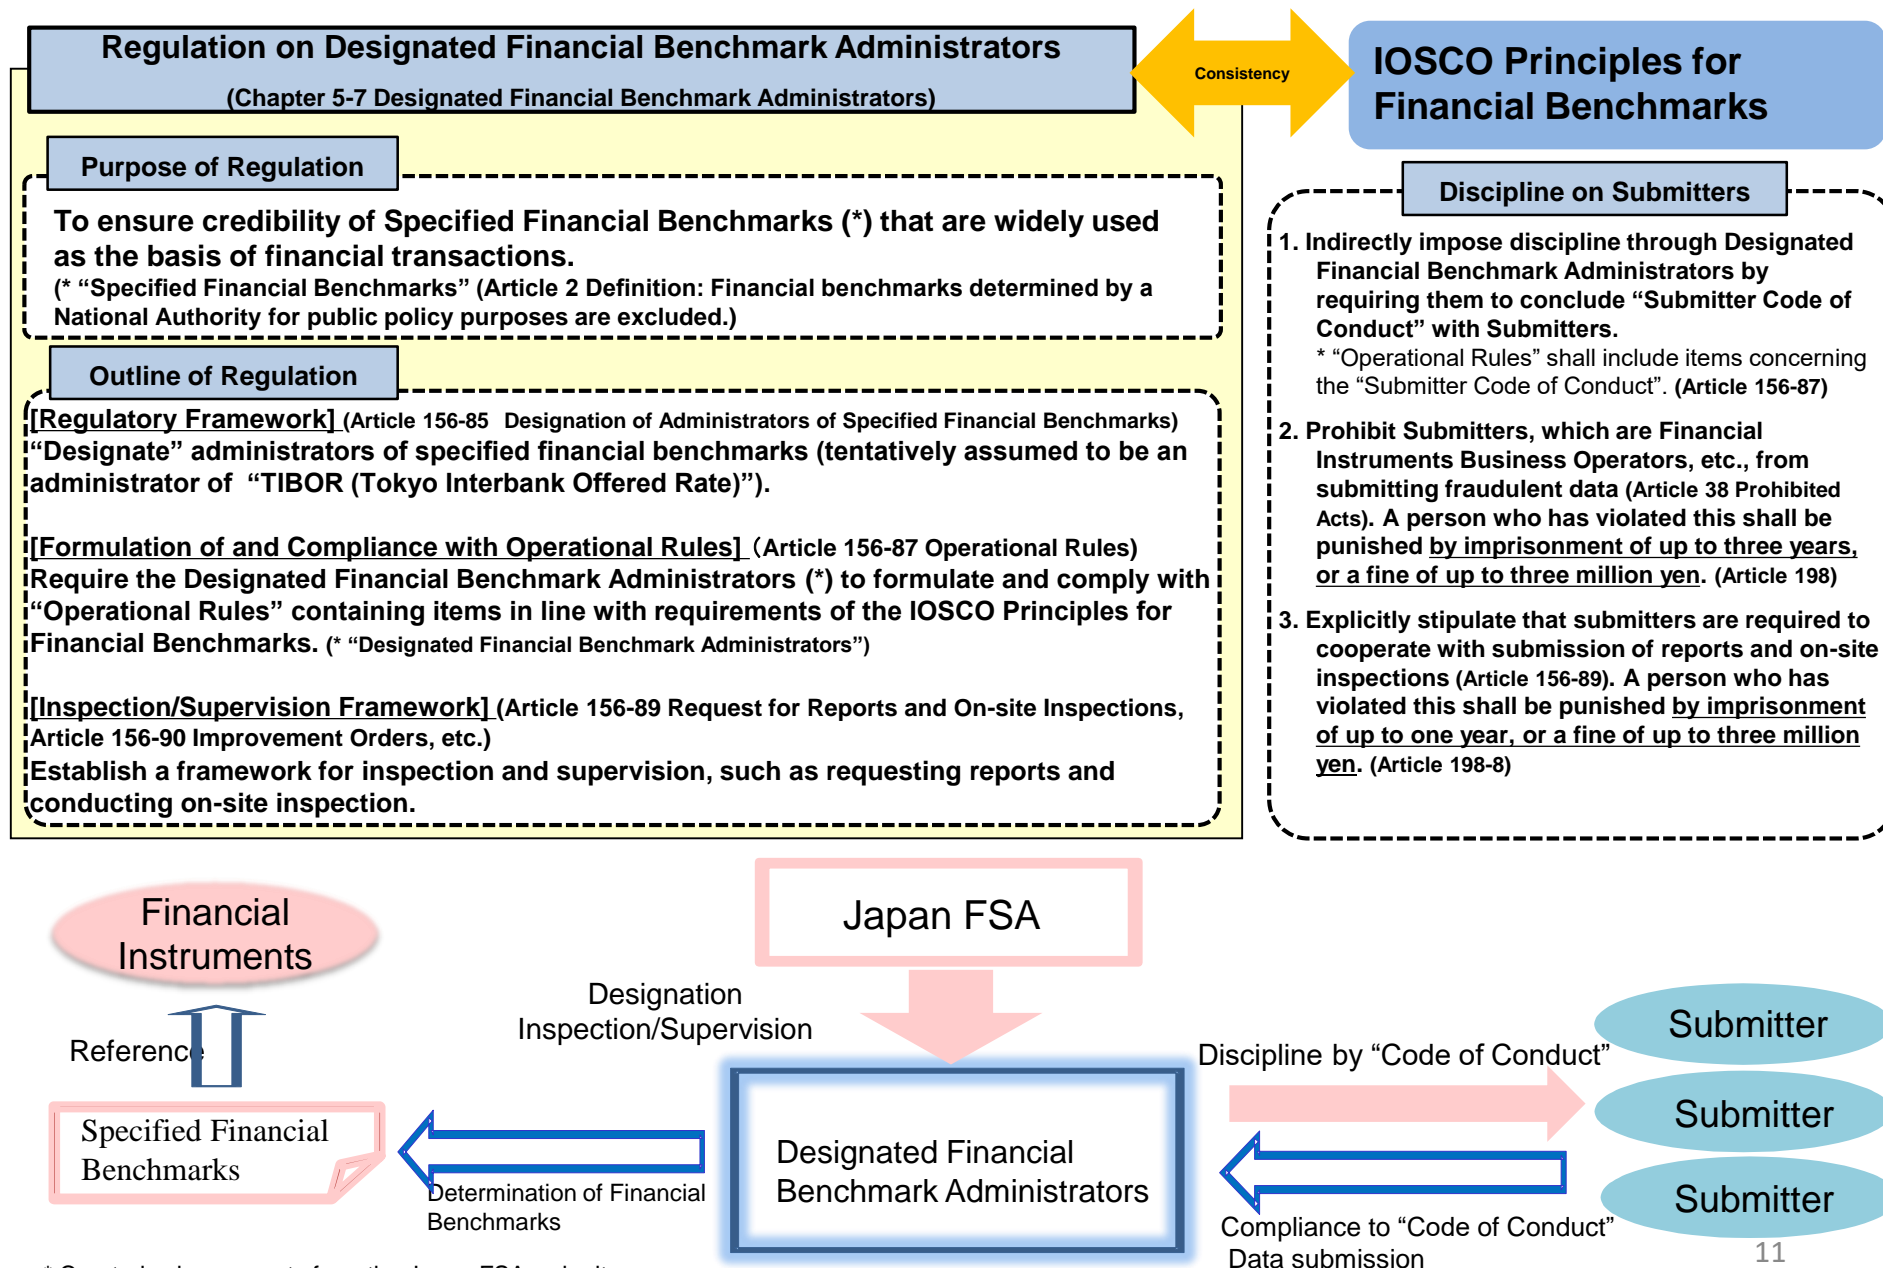 Regulation on Designated Financial Benchmark Administrators
(Chapter 5-7 Designated Financial Benchmark Administrators)
Consistency
IOSCO Principles for
Financial Benchmarks
Purpose of Regulation
To ensure credibility of Specified Financial Benchmarks (*) that are widely used
as the basis of financial transactions.
(* “Specified Financial Benchmarks” (Article 2 Definition: Financial benchmarks determined by a
National Authority for public policy purposes are excluded.)
Outline of Regulation
[Regulatory Framework] (Article 156-85 Designation of Administrators of Specified Financial Benchmarks)
“Designate” administrators of specified financial benchmarks (tentatively assumed to be an
administrator of “TIBOR (Tokyo Interbank Offered Rate)”).
[Formulation of and Compliance with Operational Rules] （Article 156-87 Operational Rules)
Require the Designated Financial Benchmark Administrators (*) to formulate and comply with
“Operational Rules” containing items in line with requirements of the IOSCO Principles for
Financial Benchmarks. (* “Designated Financial Benchmark Administrators”)
[Inspection/Supervision Framework] (Article 156-89 Request for Reports and On-site Inspections,
Article 156-90 Improvement Orders, etc.)
Establish a framework for inspection and supervision, such as requesting reports and
conducting on-site inspection.
Discipline on Submitters
1. Indirectly impose discipline through Designated
Financial Benchmark Administrators by
requiring them to conclude “Submitter Code of
Conduct” with Submitters.
* “Operational Rules” shall include items concerning
the “Submitter Code of Conduct”. (Article 156-87)
2. Prohibit Submitters, which are Financial
Instruments Business Operators, etc., from
submitting fraudulent data (Article 38 Prohibited
Acts). A person who has violated this shall be
punished by imprisonment of up to three years,
or a fine of up to three million yen. (Article 198)
3. Explicitly stipulate that submitters are required to
cooperate with submission of reports and on-site
inspections (Article 156-89). A person who has
violated this shall be punished by imprisonment
of up to one year, or a fine of up to three million
yen. (Article 198-8)
Financial
Instruments
Japan FSA
Designation
Inspection/Supervision
Reference
Specified Financial
Benchmarks
Determination of Financial
Benchmarks
Designated Financial
Benchmark Administrators
Discipline by “Code of Conduct”
Compliance to “Code of Conduct”
Data submission
Submitter
Submitter
Submitter
11